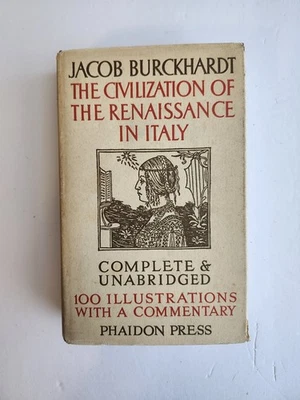 JACOB BURCKHARDT
THE CIVILIZATION OF
THE RENAISSANCE
IN ITALY
COMPLETE &
UNABRIDGED
100 ILLUSTRATIONS
WITH A COMMENTARY
PHAIDON PRESS